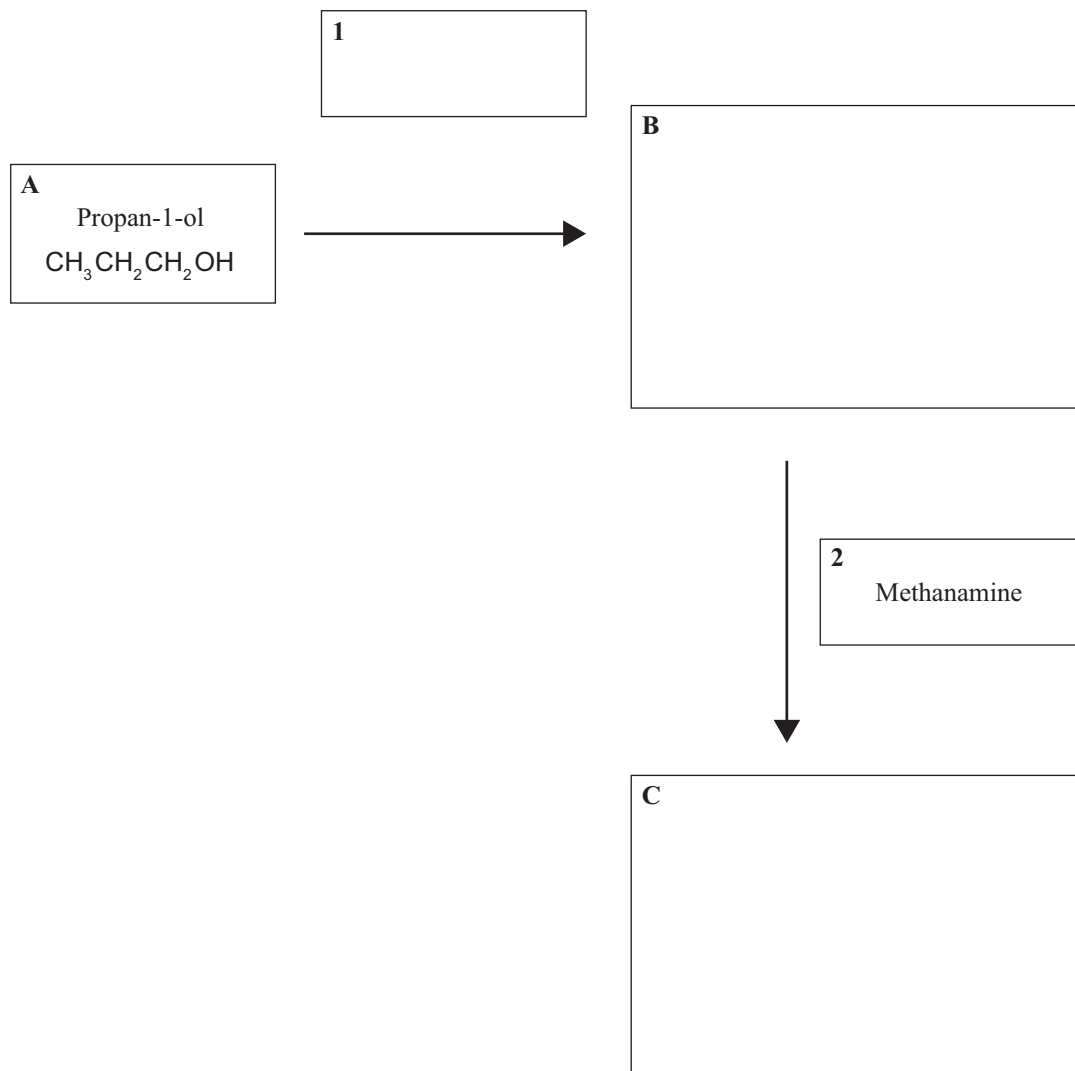 1
B
A
Propan-1-ol
CH₃CH₂CH₂OH
2
Methanamine
C